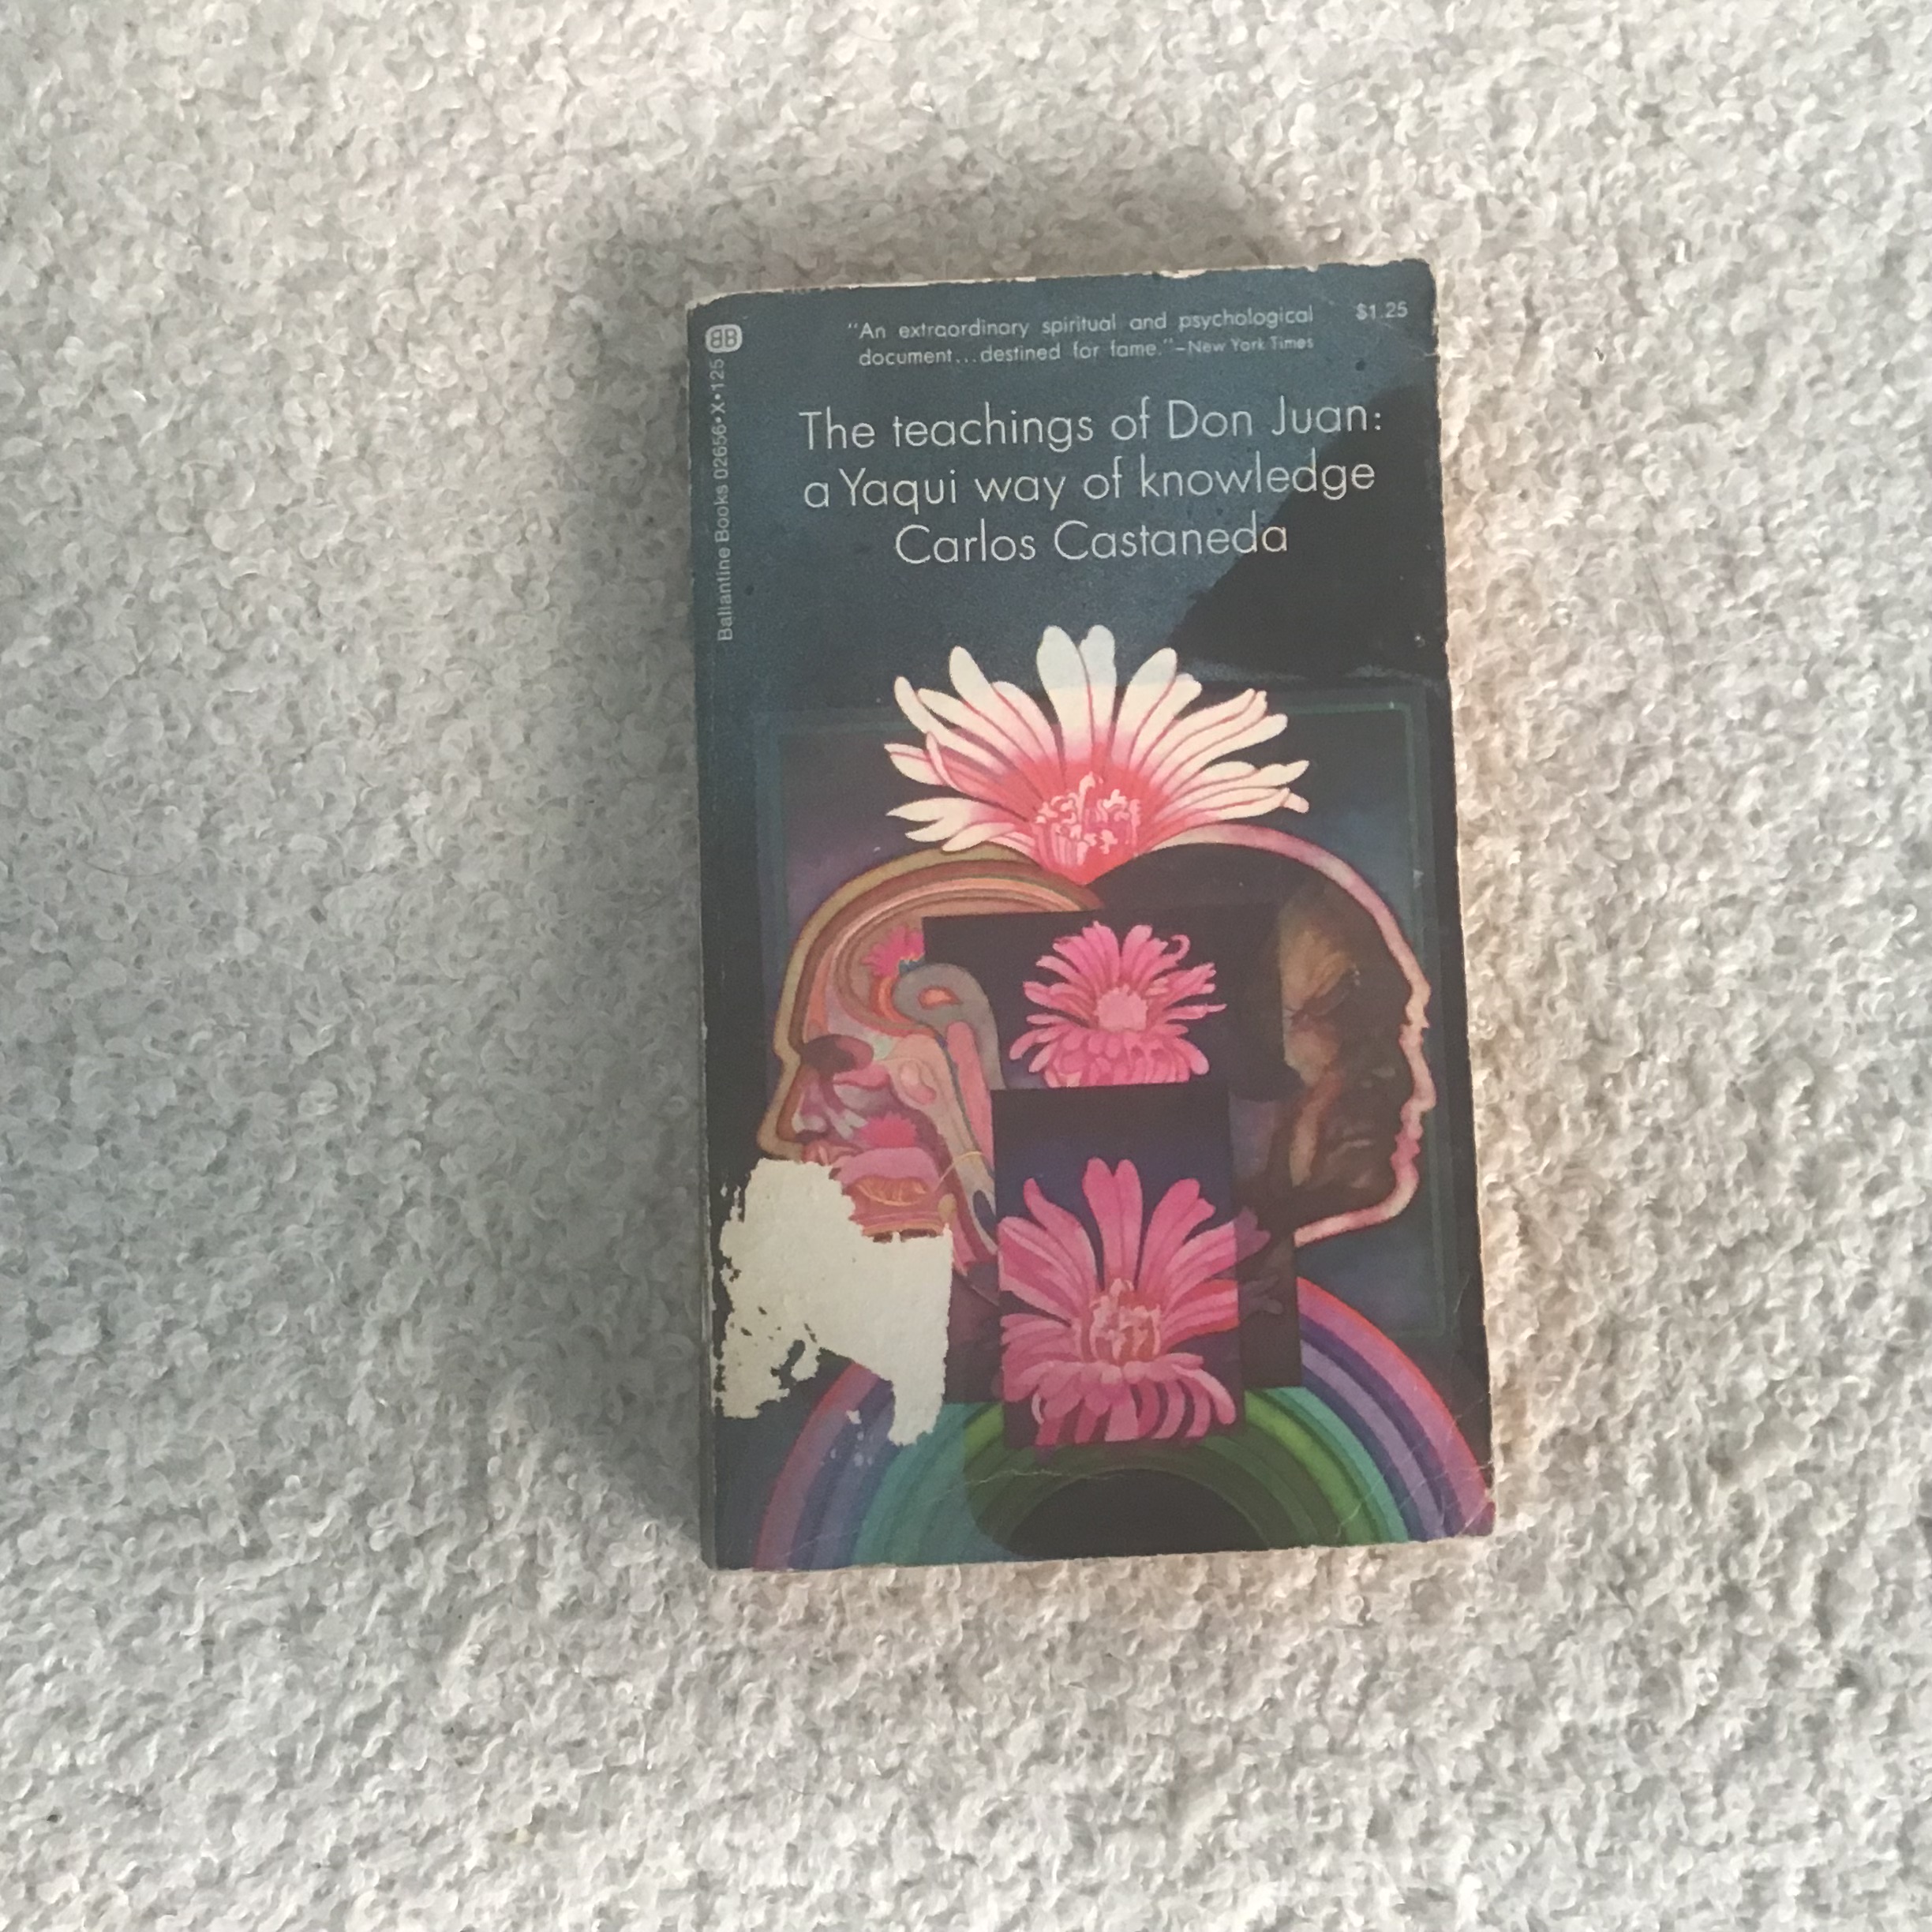 BB
Ballantine Books 02656•X•125
"An extraordinary spiritual and psychological
document...destined for fame."–New York Times
$1.25
The teachings of Don Juan:
a Yaqui way of knowledge
Carlos Castaneda